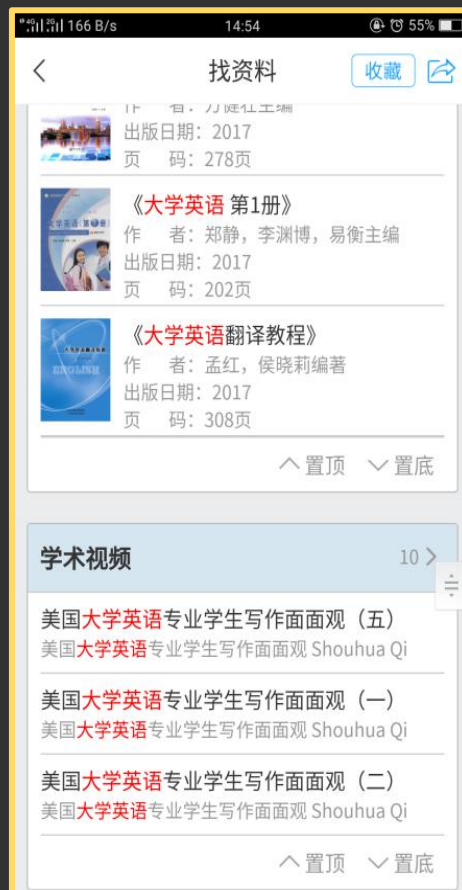 4G 2G 166 B/s 14:54 55%
找资料 收藏
作 者：方健壮主编
出版日期：2017
页 码：278页
《大学英语 第1册》
作 者：郑静，李渊博，易衡主编
出版日期：2017
页 码：202页
《大学英语翻译教程》
作 者：孟红，侯晓莉编著
出版日期：2017
页 码：308页
置顶 置底
学术视频 10
美国大学英语专业学生写作面面观（五）
美国大学英语专业学生写作面面观 Shouhua Qi
美国大学英语专业学生写作面面观（一）
美国大学英语专业学生写作面面观 Shouhua Qi
美国大学英语专业学生写作面面观（二）
美国大学英语专业学生写作面面观 Shouhua Qi
置顶 置底